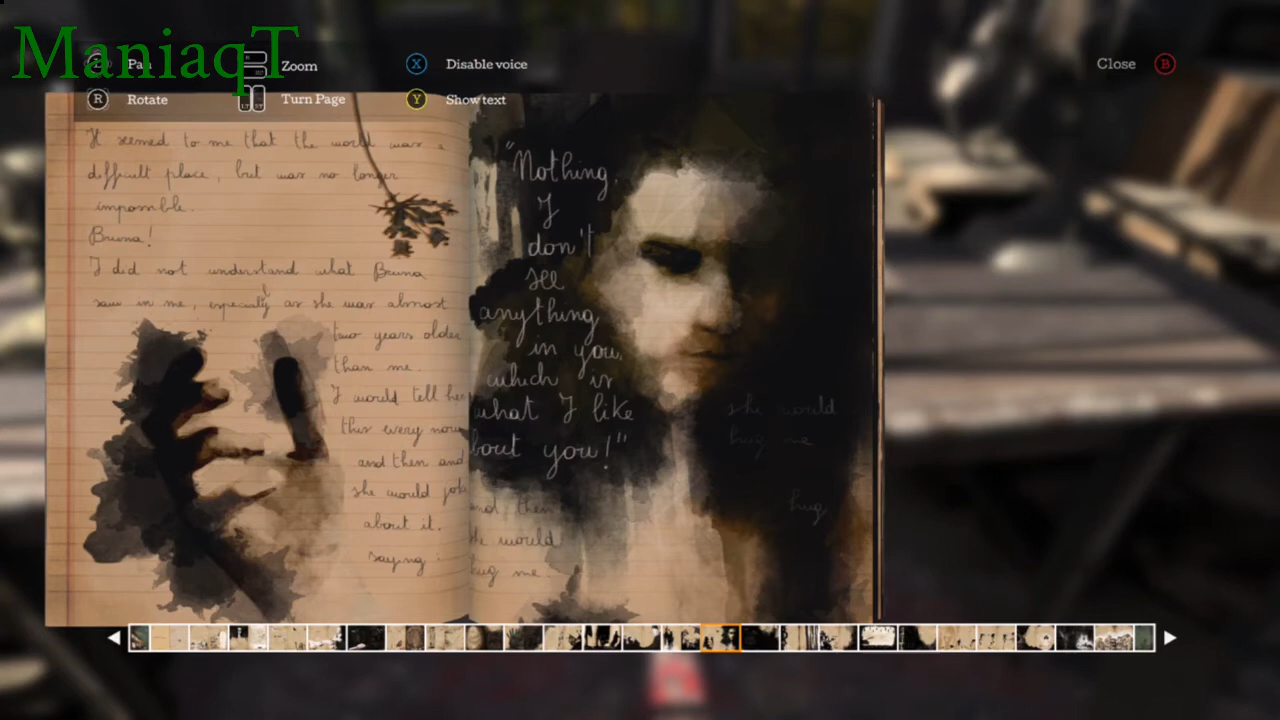 ManiaqT
Pan
Zoom
X Disable voice
Close B
R Rotate
Turn Page
Y Show text
It seemed to me that the world was a
difficult place, but was no longer
impossible.
Bruna!
I did not understand what Bruna
saw in me, especially as she was almost
two years older
than me.
I would tell her
this every now
and then and
she would joke
about it,
saying:
"Nothing,
I
don't
see
anything
in you,
which is
what I like
bout you!"
and then
she would
hug me.
she would
hug me
hug